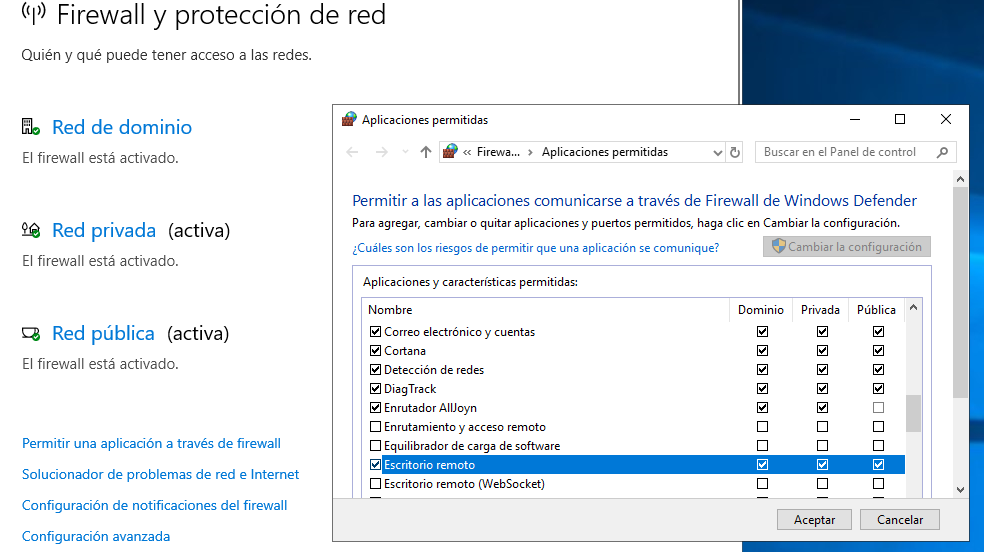 Firewall y protección de red
Quién y qué puede tener acceso a las redes.
Red de dominio
El firewall está activado.
Red privada (activa)
El firewall está activado.
Red pública (activa)
El firewall está activado.
Permitir una aplicación a través de firewall
Solucionador de problemas de red e Internet
Configuración de notificaciones del firewall
Configuración avanzada
Aplicaciones permitidas
« Firewa... › Aplicaciones permitidas
Buscar en el Panel de control
Permitir a las aplicaciones comunicarse a través de Firewall de Windows Defender
Para agregar, cambiar o quitar aplicaciones y puertos permitidos, haga clic en Cambiar la configuración.
¿Cuáles son los riesgos de permitir que una aplicación se comunique?
Cambiar la configuración
Aplicaciones y características permitidas:
Nombre Dominio Privada Pública
Correo electrónico y cuentas
Cortana
Detección de redes
DiagTrack
Enrutador AllJoyn
Enrutamiento y acceso remoto
Equilibrador de carga de software
Escritorio remoto
Escritorio remoto (WebSocket)
Aceptar Cancelar